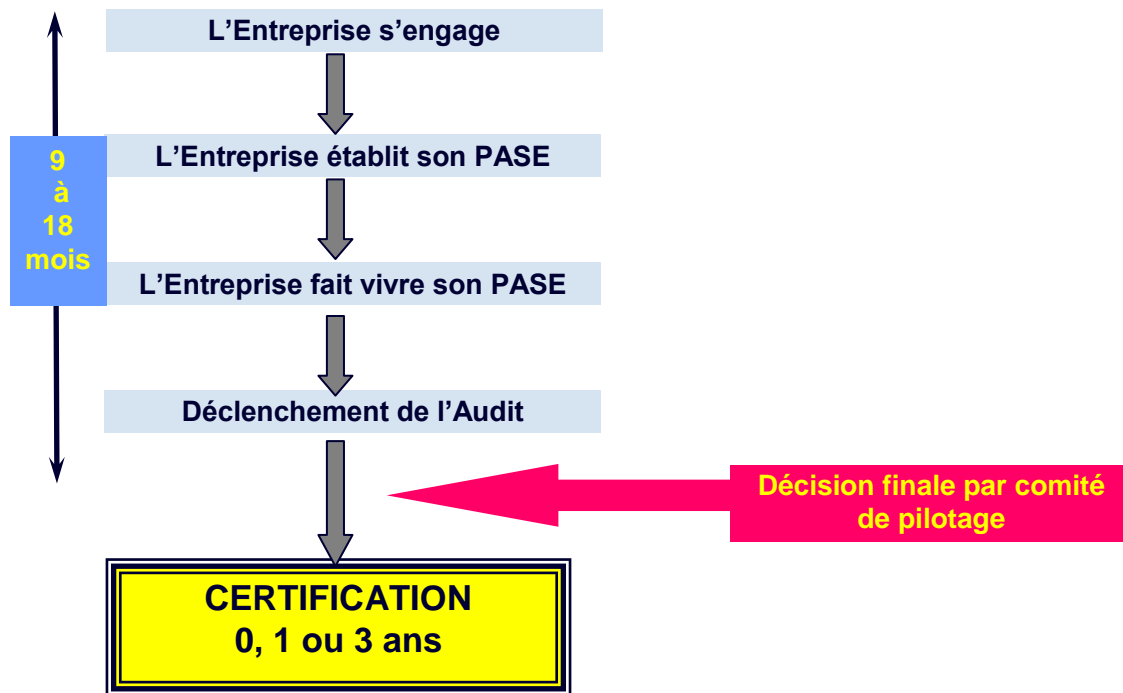 L’Entreprise s’engage
9
à
18
mois
L’Entreprise établit son PASE
L’Entreprise fait vivre son PASE
Déclenchement de l’Audit
Décision finale par comité
de pilotage
CERTIFICATION
0, 1 ou 3 ans